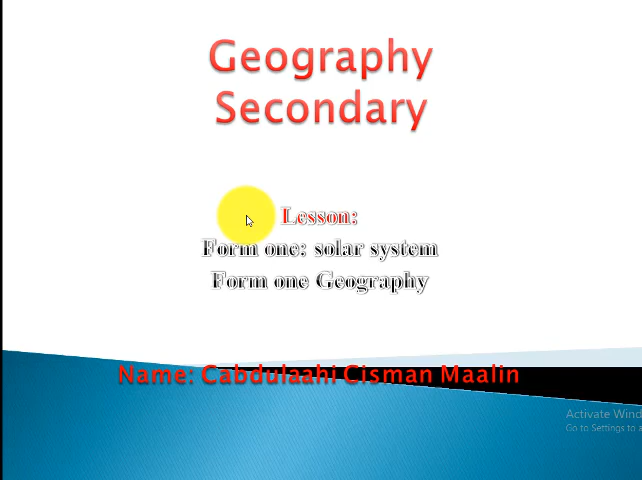 Geography
Secondary
Lesson:
Form one: solar system
Form one Geography
Name: Cabdulaahi Cisman Maalin
Activate Wind
Go to Settings to a